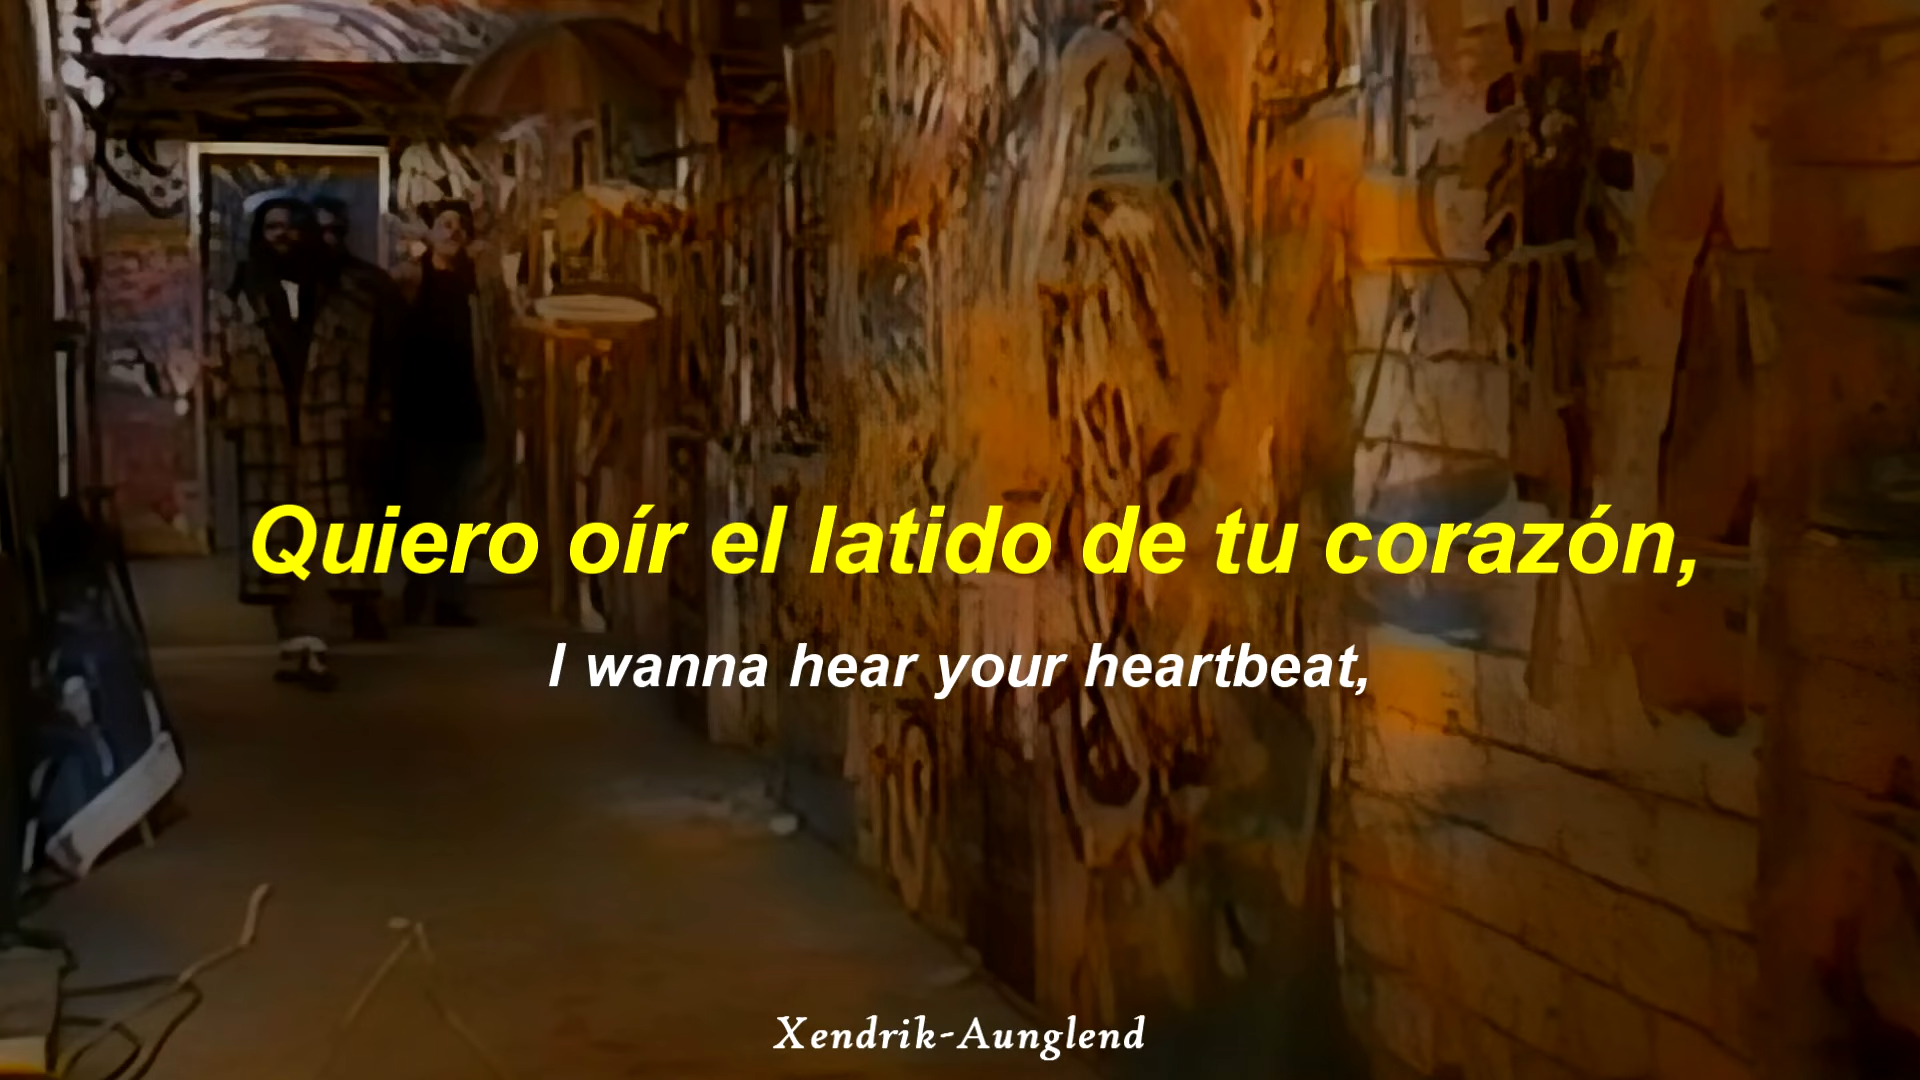 Quiero oír el latido de tu corazón,
I wanna hear your heartbeat,
Xendrik-Aunglend